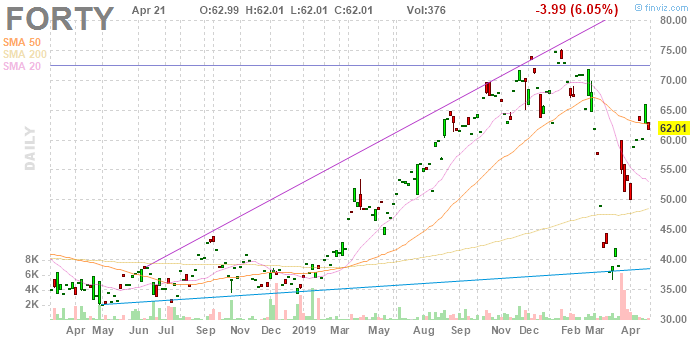 FORTY
Apr 21 O:62.99 H:62.01 L:62.01 C:62.01 Vol:376 -3.99 (6.05%)
© finviz.com
SMA 50
SMA 200
SMA 20
DAILY
80.00
75.00
70.00
65.00
62.01
60.00
55.00
50.00
45.00
8K 40.00
6K
4K 35.00
2K
30.00
Apr May Jun Jul Sep Nov Dec 2019 Mar May Aug Sep Nov Dec Feb Mar Apr